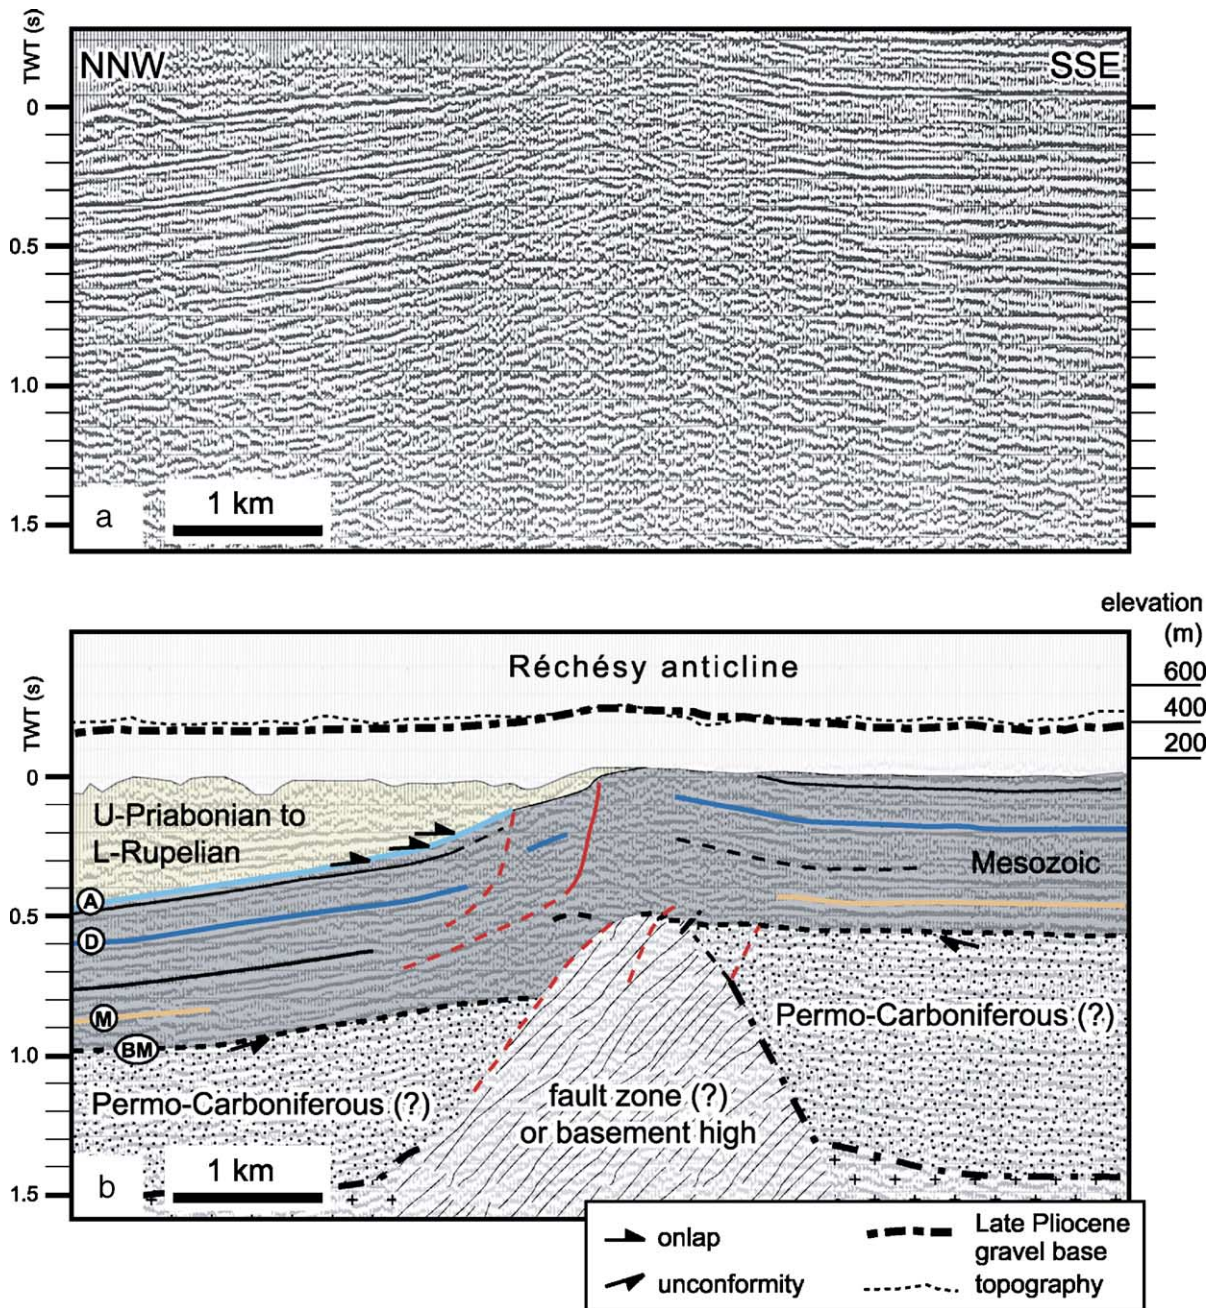 TWT (s)
NNW
SSE
0
0.5
1.0
1.5
a
1 km
elevation
(m)
TWT (s)
Réchésy anticline
600
400
200
0
U-Priabonian to
L-Rupelian
Mesozoic
A
0.5
D
M
BM
1.0
Permo-Carboniferous (?)
Permo-Carboniferous (?)
fault zone (?)
or basement high
b
1 km
1.5
onlap
Late Pliocene
gravel base
unconformity
topography